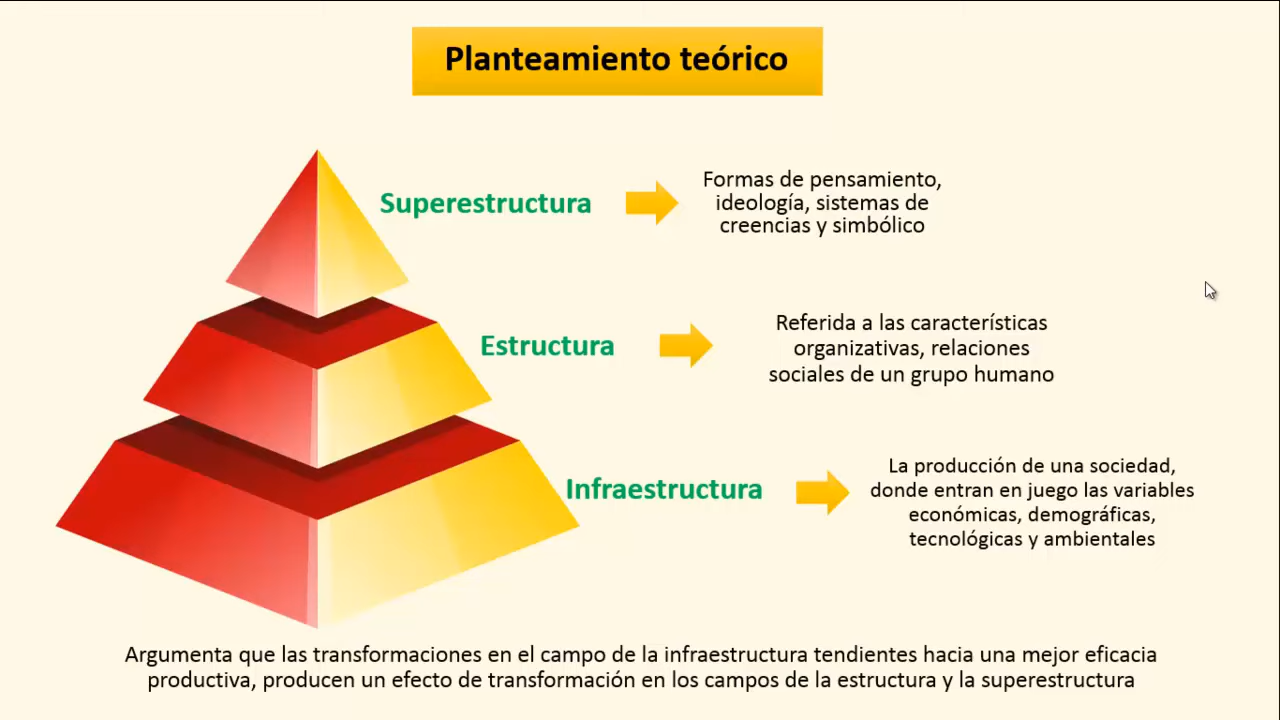 Planteamiento teórico
Superestructura
Formas de pensamiento,
ideología, sistemas de
creencias y simbólico
Estructura
Referida a las características
organizativas, relaciones
sociales de un grupo humano
Infraestructura
La producción de una sociedad,
donde entran en juego las variables
económicas, demográficas,
tecnológicas y ambientales
Argumenta que las transformaciones en el campo de la infraestructura tendientes hacia una mejor eficacia
productiva, producen un efecto de transformación en los campos de la estructura y la superestructura